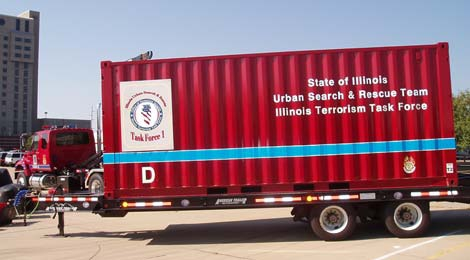 State of Illinois
Urban Search & Rescue Team
Illinois Terrorism Task Force
Task Force 1
D